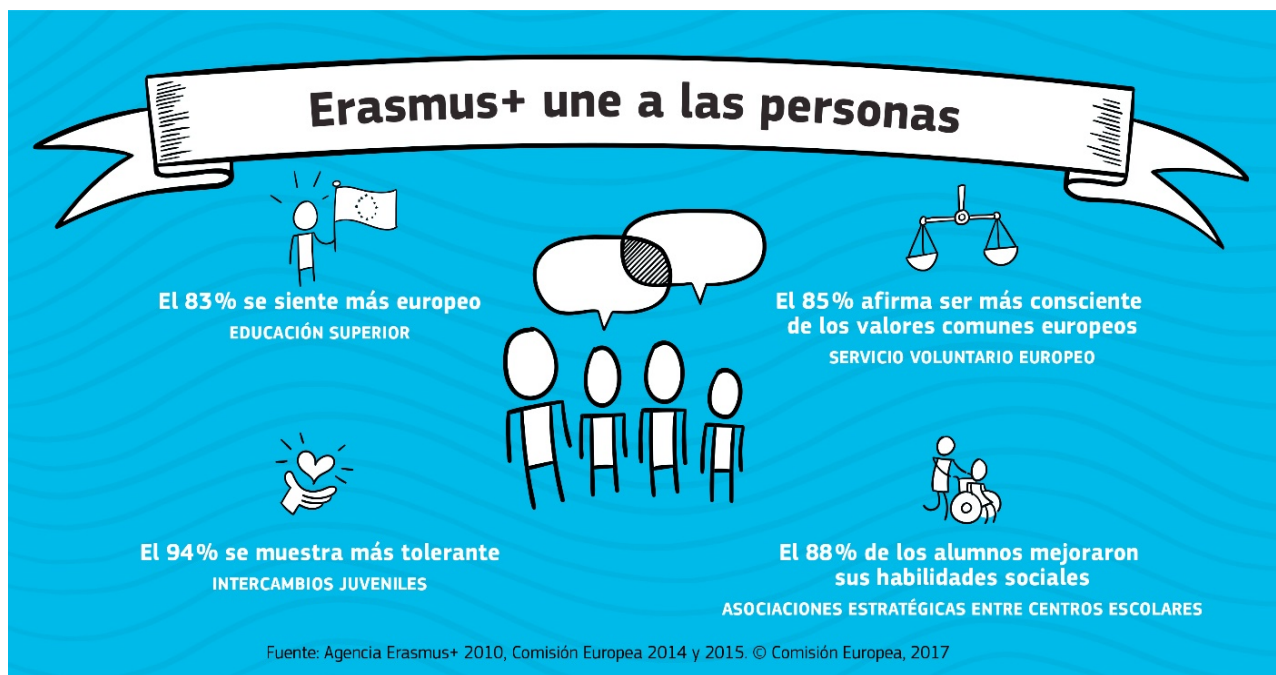 Erasmus+ une a las personas
El 83% se siente más europeo
EDUCACIÓN SUPERIOR
El 85% afirma ser más consciente
de los valores comunes europeos
SERVICIO VOLUNTARIO EUROPEO
El 94% se muestra más tolerante
INTERCAMBIOS JUVENILES
El 88% de los alumnos mejoraron
sus habilidades sociales
ASOCIACIONES ESTRATÉGICAS ENTRE CENTROS ESCOLARES
Fuente: Agencia Erasmus+ 2010, Comisión Europea 2014 y 2015. © Comisión Europea, 2017